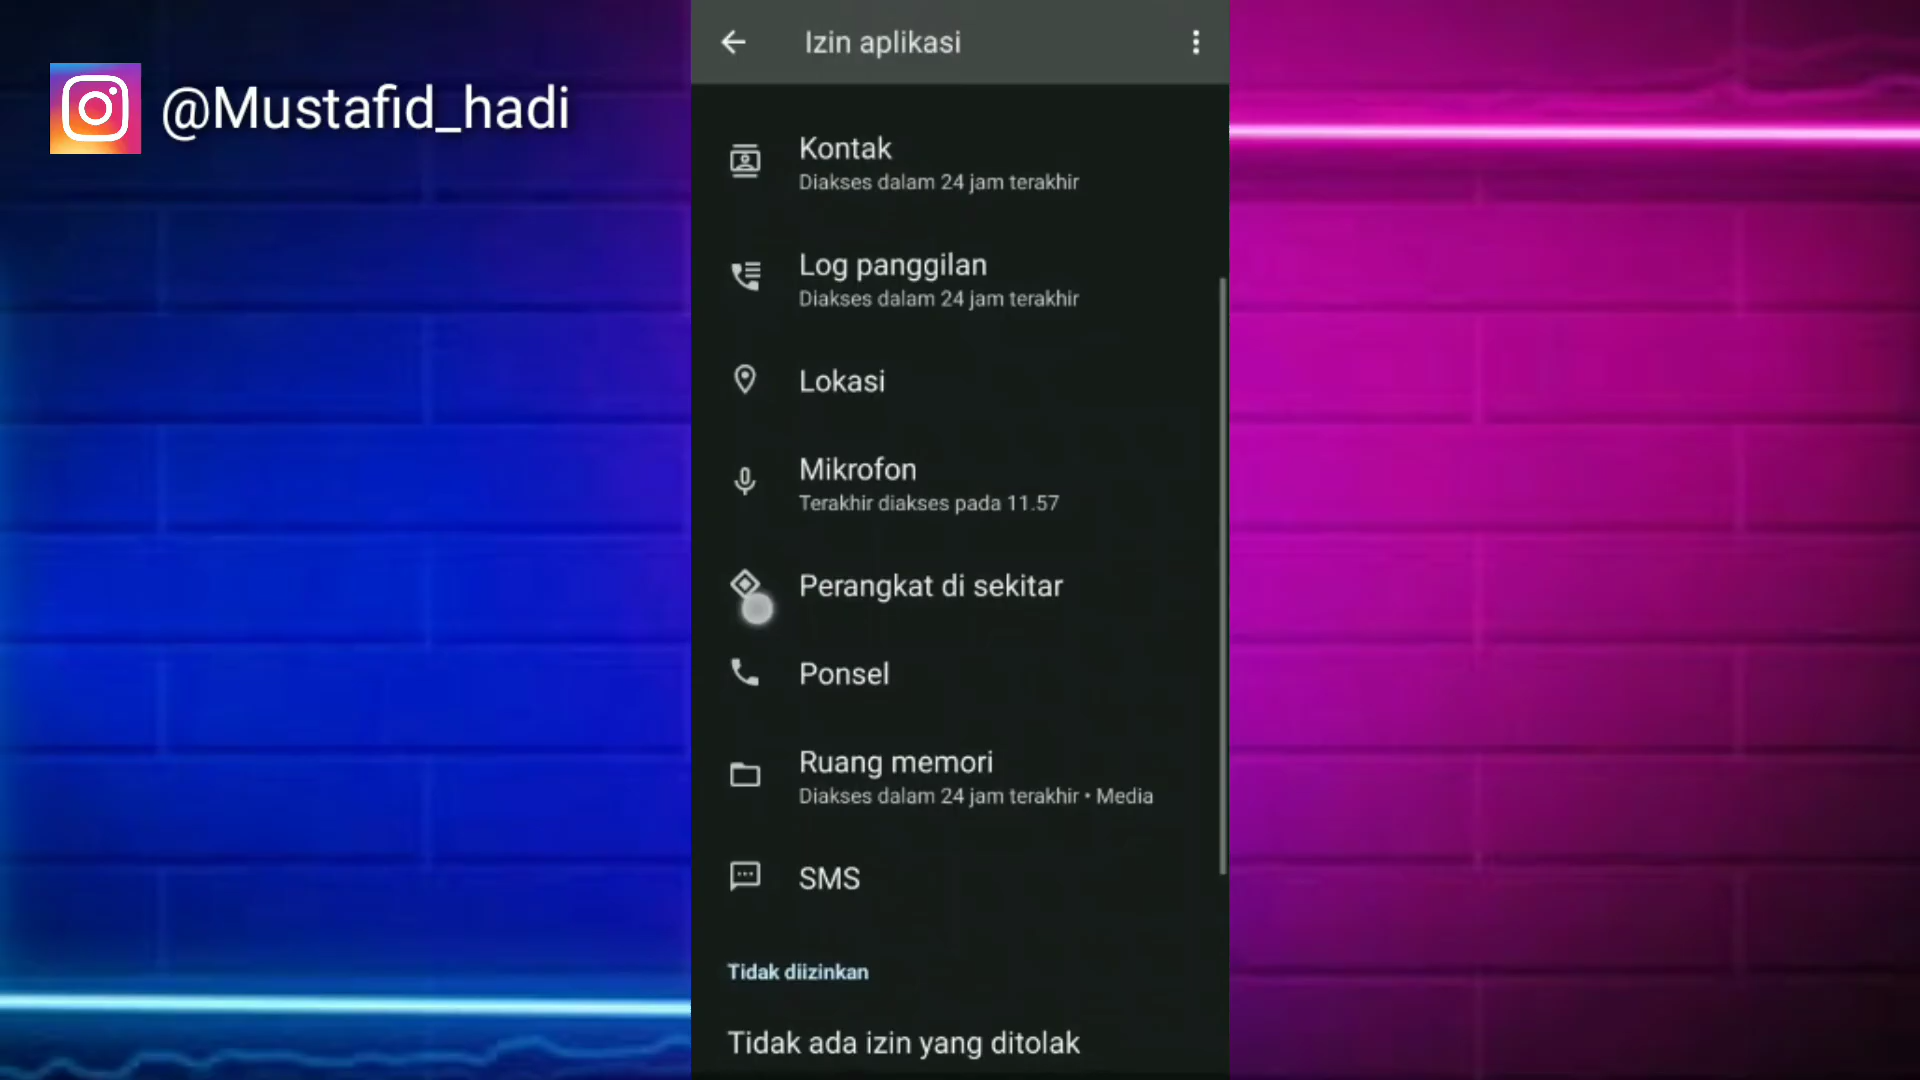 @Mustafid_hadi
Izin aplikasi
Kontak
Diakses dalam 24 jam terakhir
Log panggilan
Diakses dalam 24 jam terakhir
Lokasi
Mikrofon
Terakhir diakses pada 11.57
Perangkat di sekitar
Ponsel
Ruang memori
Diakses dalam 24 jam terakhir • Media
SMS
Tidak diizinkan
Tidak ada izin yang ditolak